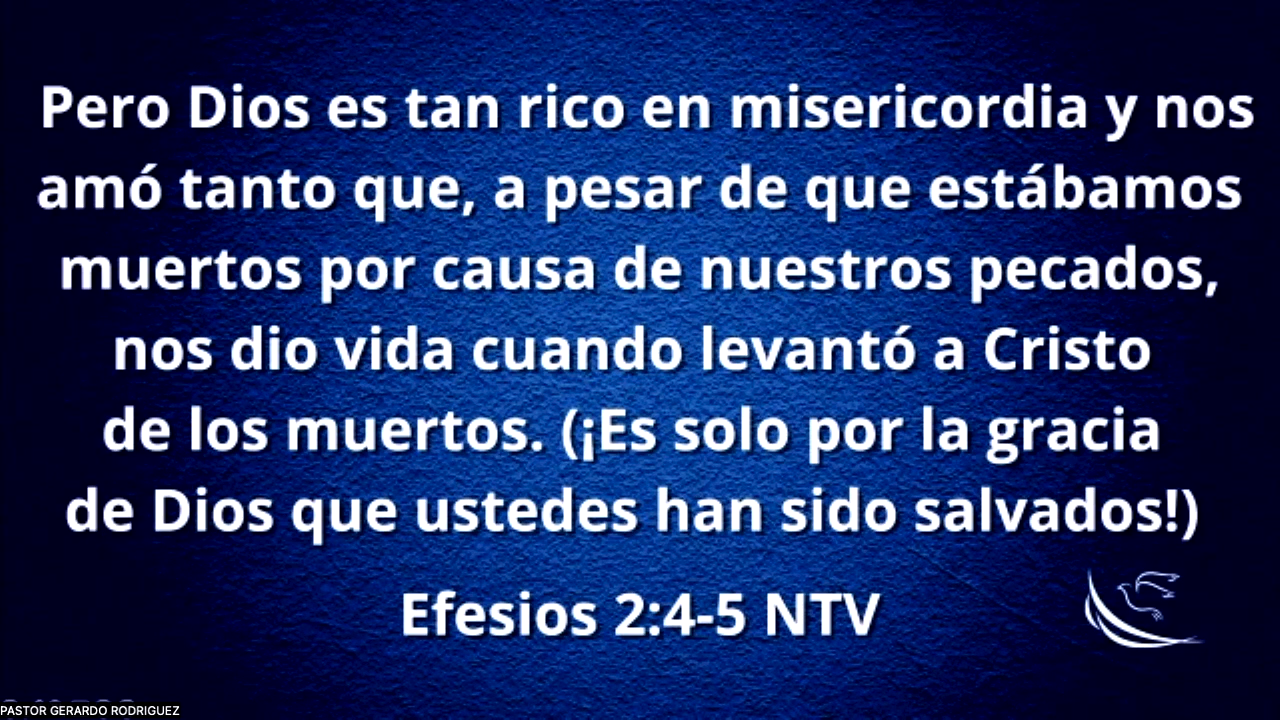 Pero Dios es tan rico en misericordia y nos
amó tanto que, a pesar de que estábamos
muertos por causa de nuestros pecados,
nos dio vida cuando levantó a Cristo
de los muertos. (¡Es solo por la gracia
de Dios que ustedes han sido salvados!)
Efesios 2:4-5 NTV
PASTOR GERARDO RODRIGUEZ